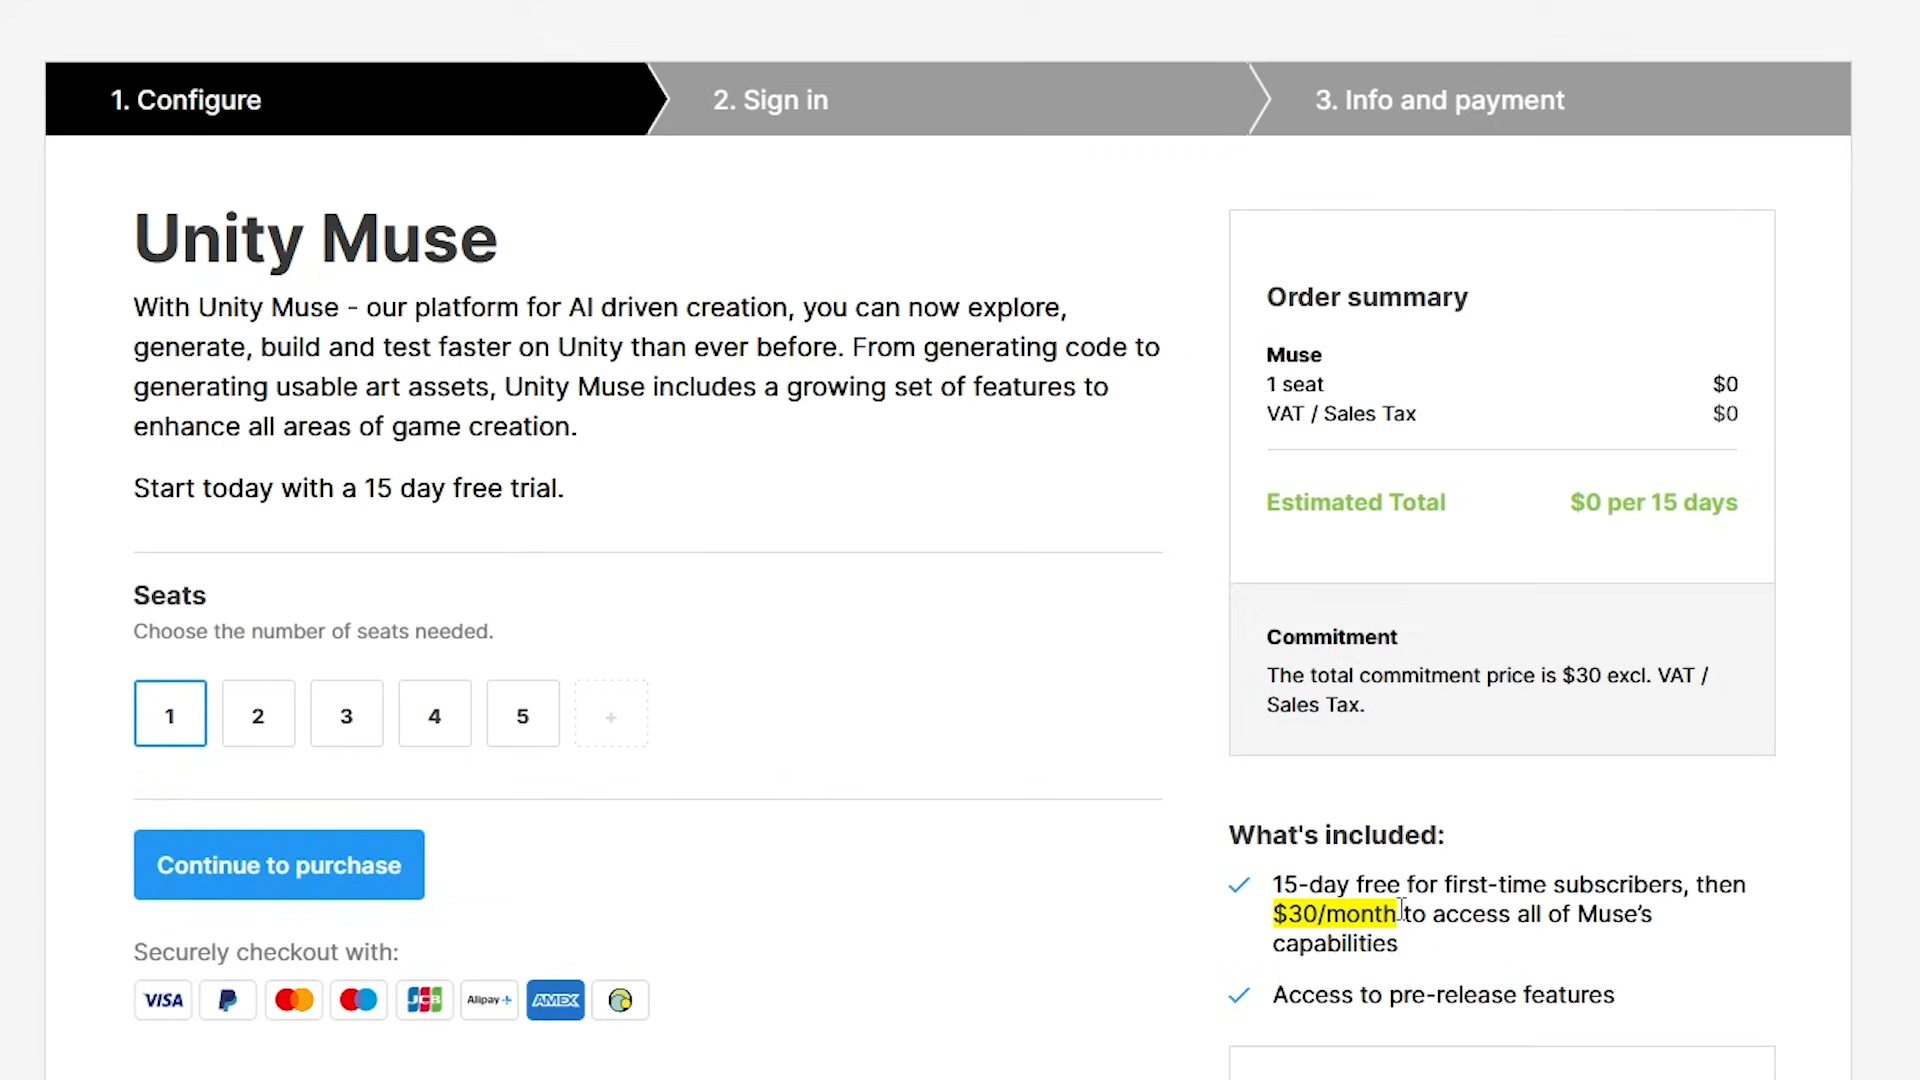 1. Configure
2. Sign in
3. Info and payment
Unity Muse
With Unity Muse - our platform for AI driven creation, you can now explore,
generate, build and test faster on Unity than ever before. From generating code to
generating usable art assets, Unity Muse includes a growing set of features to
enhance all areas of game creation.
Start today with a 15 day free trial.
Seats
Choose the number of seats needed.
1 2 3 4 5 +
Continue to purchase
Securely checkout with:
VISA JCB Alipay+ AMEX
Order summary
Muse
1 seat $0
VAT / Sales Tax $0
Estimated Total $0 per 15 days
Commitment
The total commitment price is $30 excl. VAT /
Sales Tax.
What's included:
15-day free for first-time subscribers, then
$30/month to access all of Muse’s
capabilities
Access to pre-release features